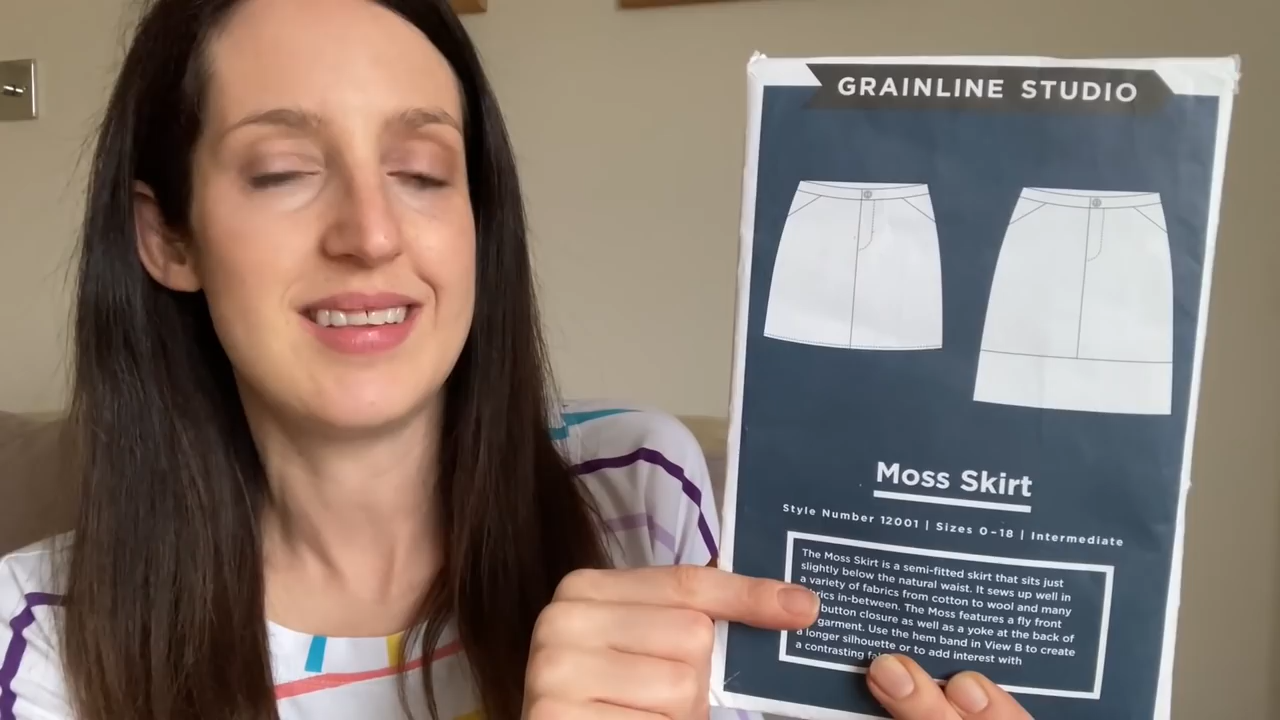 GRAINLINE STUDIO
Moss Skirt
Style Number 12001 | Sizes 0-18 | Intermediate
The Moss Skirt is a semi-fitted skirt that sits just
slightly below the natural waist. It sews up well in
a variety of fabrics from cotton to wool and many
in-between. The Moss features a fly front
button closure as well as a yoke at the back of
garment. Use the hem band in View B to create
a longer silhouette or to add interest with
a contrasting